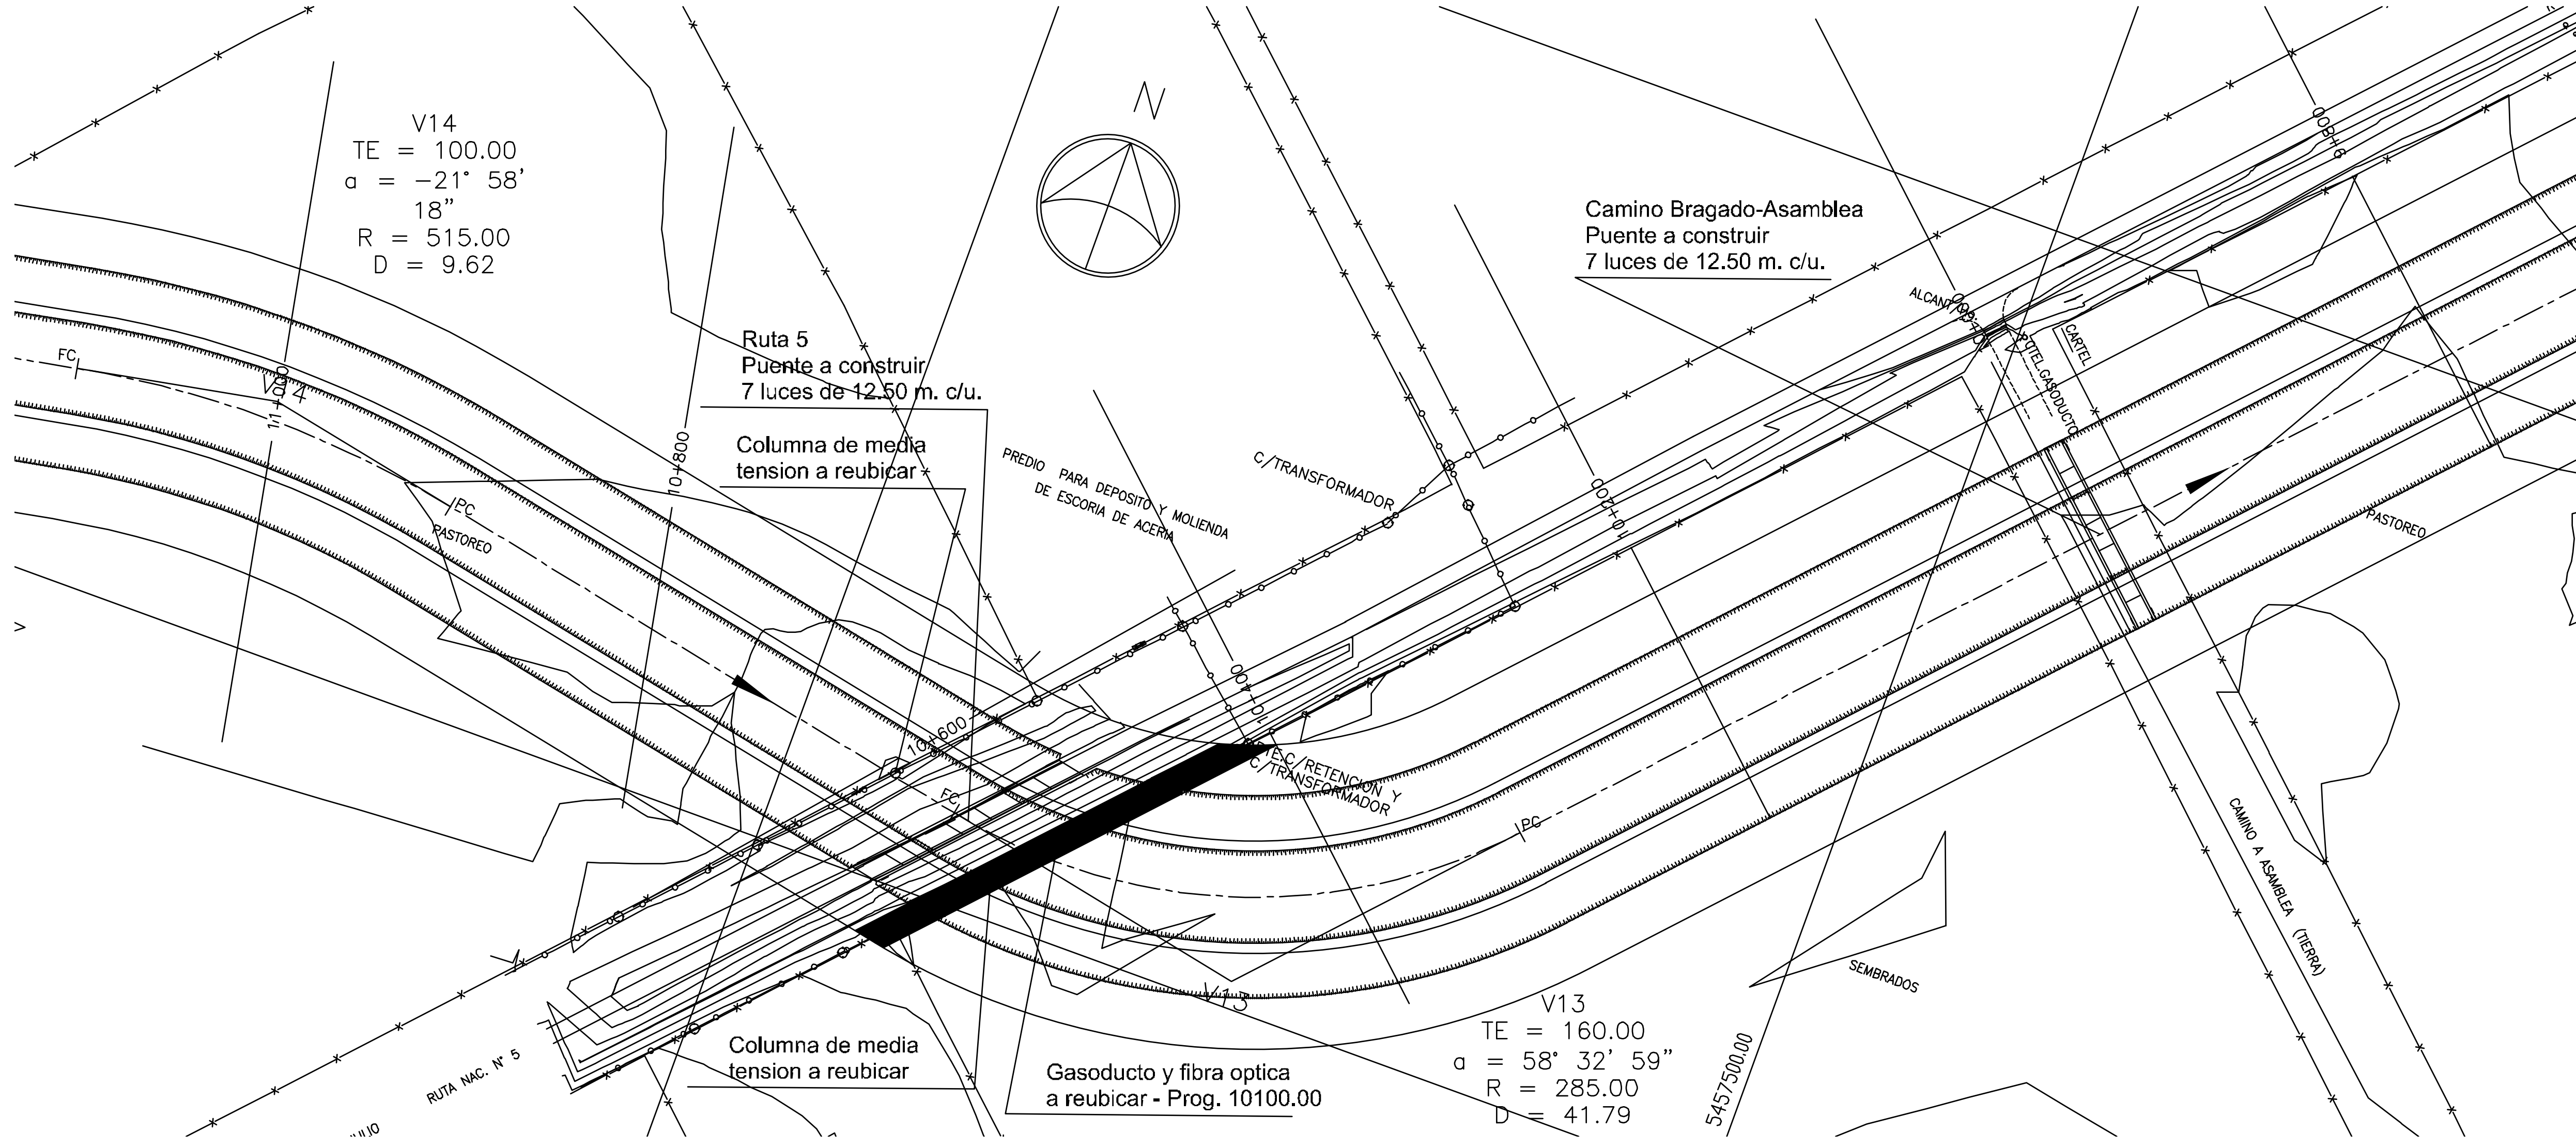 N
V14
TE = 100.00
a = −21° 58'
18"
R = 515.00
D = 9.62
Camino Bragado-Asamblea
Puente a construir
7 luces de 12.50 m. c/u.
Ruta 5
Puente a construir
7 luces de 12.50 m. c/u.
Columna de media
tension a reubicar
PREDIO PARA DEPOSITO Y MOLIENDA
DE ESCORIA DE ACERIA
C/TRANSFORMADOR
9+800
CARTEL
GASODUCTO
FC
V14
11+000
10+800
PC
PASTOREO
10+200
PASTOREO
10+400
10+600
C/RETENCION Y
C/TRANSFORMADOR
FC
PC
V13
CAMINO A ASAMBLEA (TIERRA)
SEMBRADOS
V13
TE = 160.00
a = 58° 32' 59"
R = 285.00
D = 41.79
5457500.00
Columna de media
tension a reubicar
Gasoducto y fibra optica
a reubicar - Prog. 10100.00
RUTA NAC. N° 5